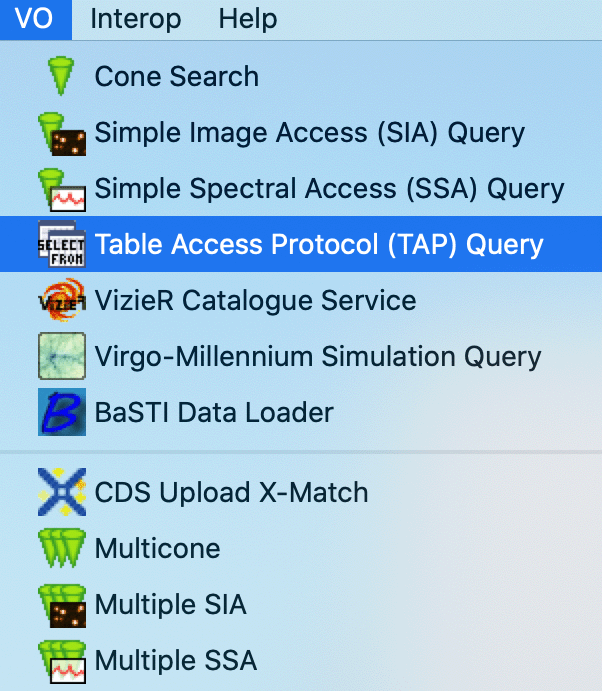 VO Interop Help
Cone Search
Simple Image Access (SIA) Query
Simple Spectral Access (SSA) Query
SELECT
FROM
Table Access Protocol (TAP) Query
VizieR
VizieR Catalogue Service
Virgo-Millennium Simulation Query
B
BaSTI Data Loader
CDS Upload X-Match
Multicone
Multiple SIA
Multiple SSA